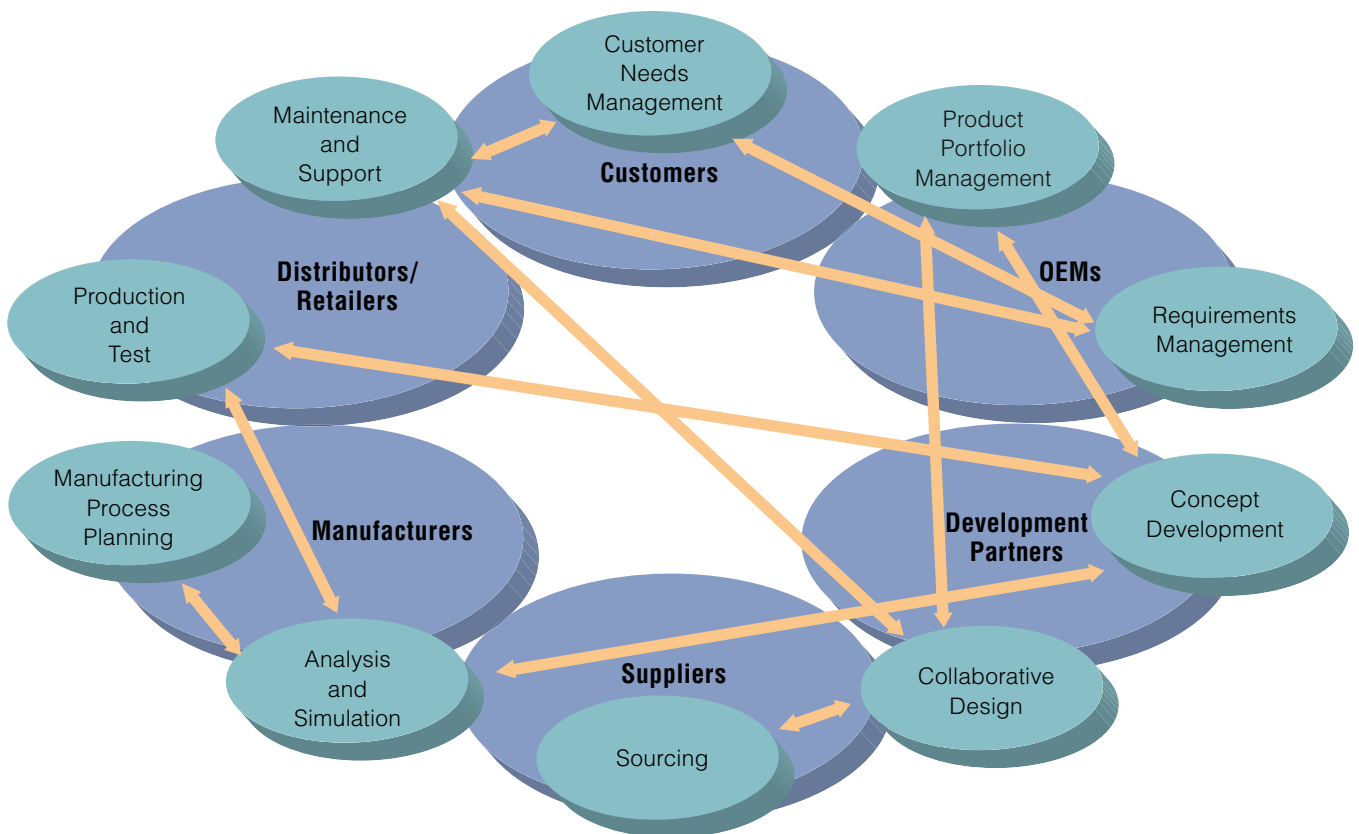 Customer
Needs
Management
Maintenance
and
Support
Product
Portfolio
Management
Customers
Distributors/
Retailers
OEMs
Production
and
Test
Requirements
Management
Manufacturing
Process
Planning
Manufacturers
Development
Partners
Concept
Development
Analysis
and
Simulation
Suppliers
Collaborative
Design
Sourcing